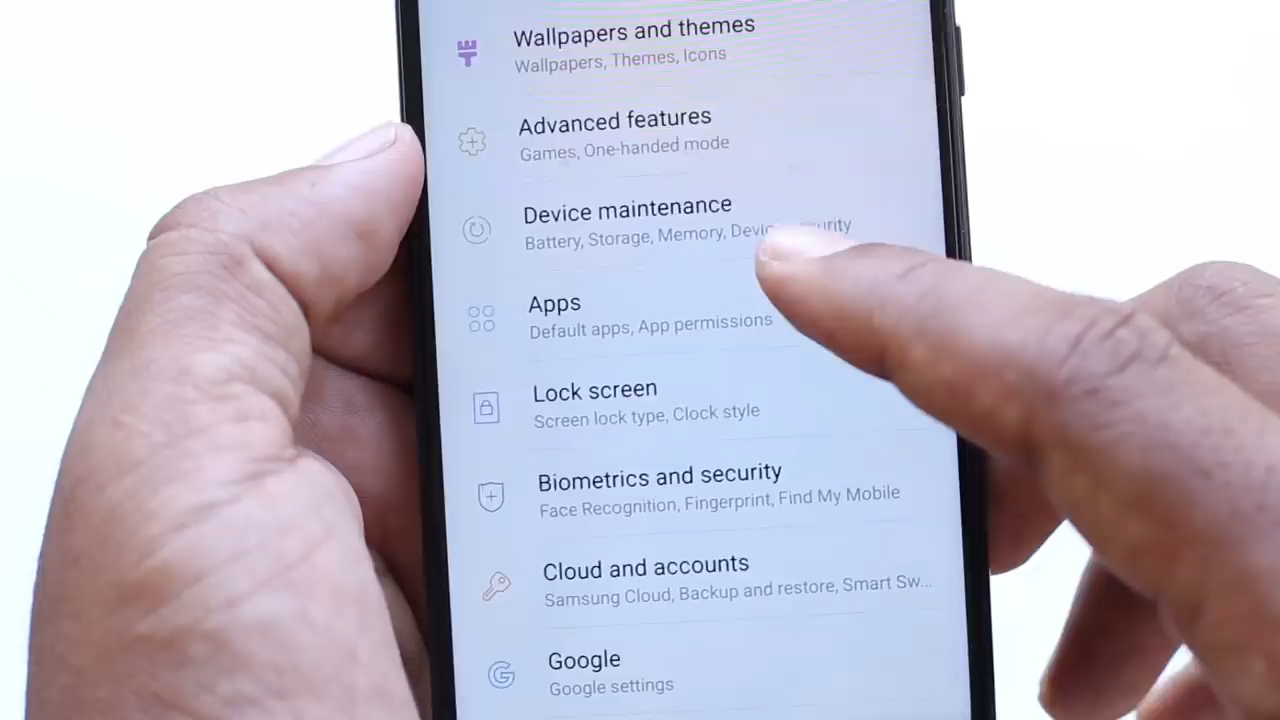 Wallpapers and themes
Wallpapers, Themes, Icons
Advanced features
Games, One-handed mode
Device maintenance
Battery, Storage, Memory,
Apps
Default apps, App permissions
Lock screen
Screen lock type, Clock style
Biometrics and security
Face Recognition, Fingerprint, Find My Mobile
Cloud and accounts
Samsung Cloud, Backup and restore, Smart Sw...
Google
Google settings